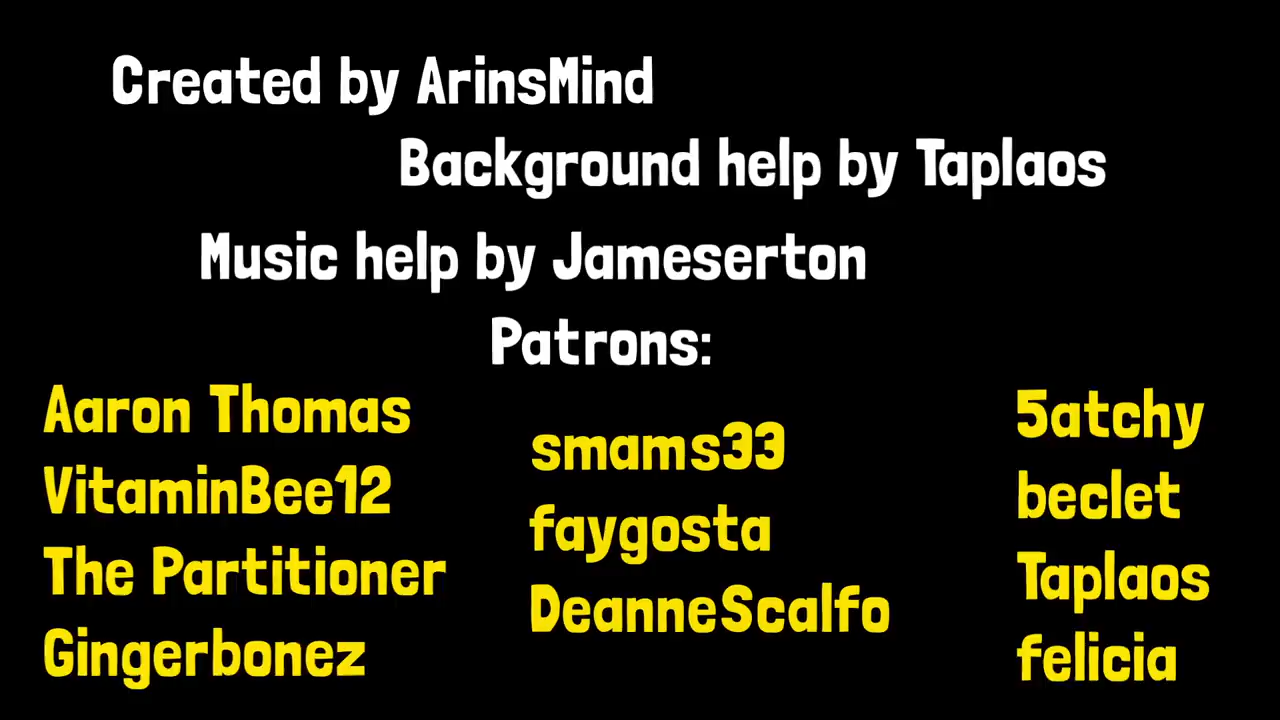 Created by ArinsMind
Background help by Taplaos
Music help by Jameserton
Patrons:
Aaron Thomas
VitaminBee12
The Partitioner
Gingerbonez
smams33
faygosta
DeanneScalfo
5atchy
beclet
Taplaos
felicia